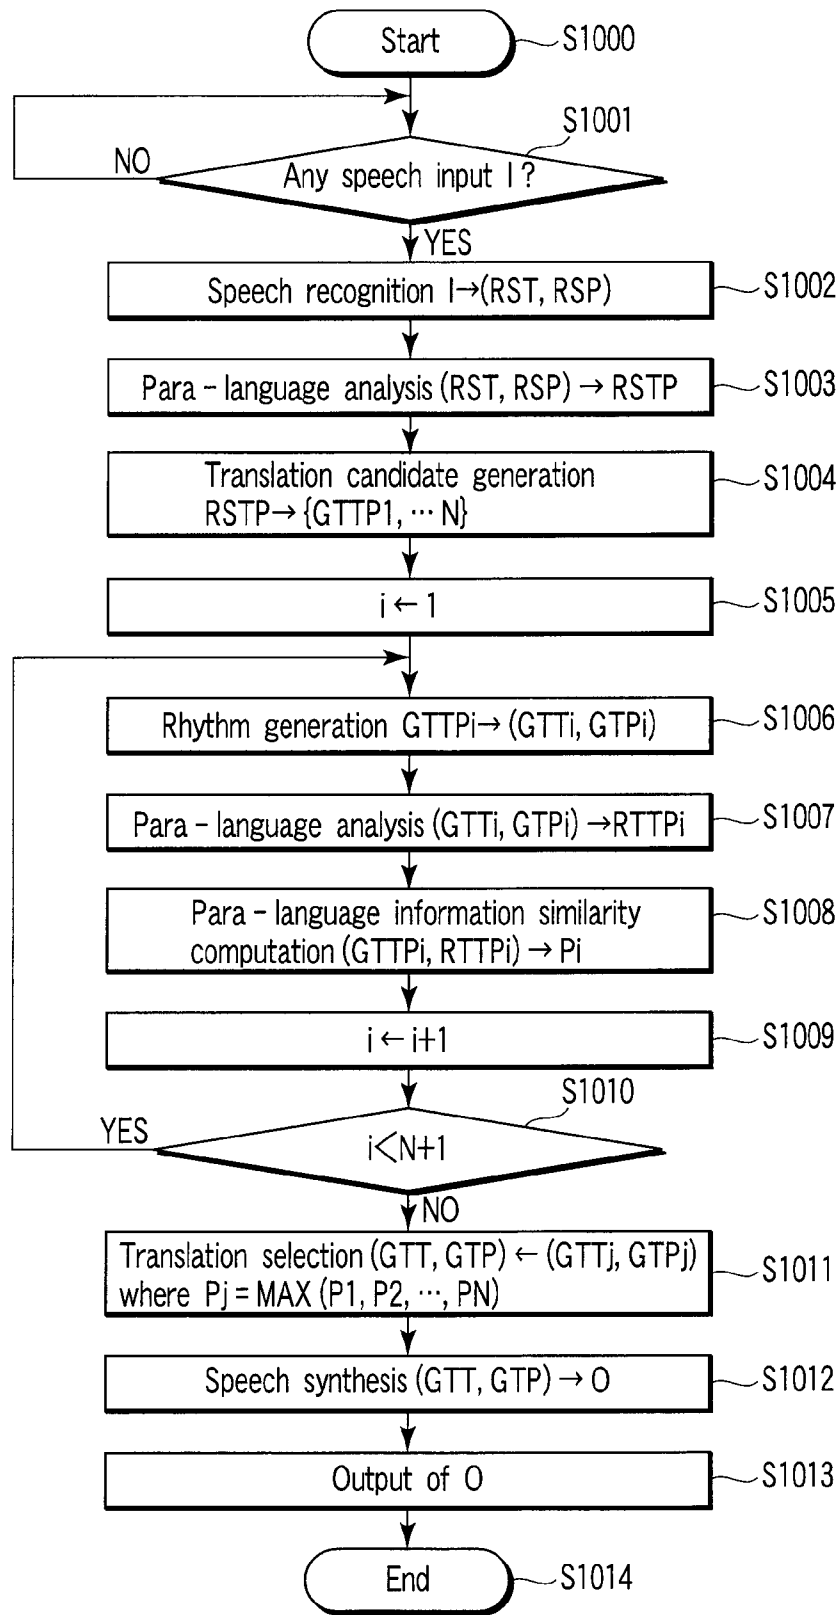 Start
S1000
S1001
NO
Any speech input I?
YES
Speech recognition I→(RST, RSP)
S1002
Para-language analysis (RST, RSP) → RSTP
S1003
Translation candidate generation
RSTP→ {GTTP1, ··· N}
S1004
i ← 1
S1005
Rhythm generation GTTPi→ (GTTi, GTPi)
S1006
Para-language analysis (GTTi, GTPi) →RTTPi
S1007
Para-language information similarity
computation (GTTPi, RTTPi) → Pi
S1008
i ← i+1
S1009
S1010
YES
i<N+1
NO
Translation selection (GTT, GTP) ← (GTTj, GTPj)
where Pj = MAX (P1, P2, ···, PN)
S1011
Speech synthesis (GTT, GTP) → O
S1012
Output of O
S1013
End
S1014